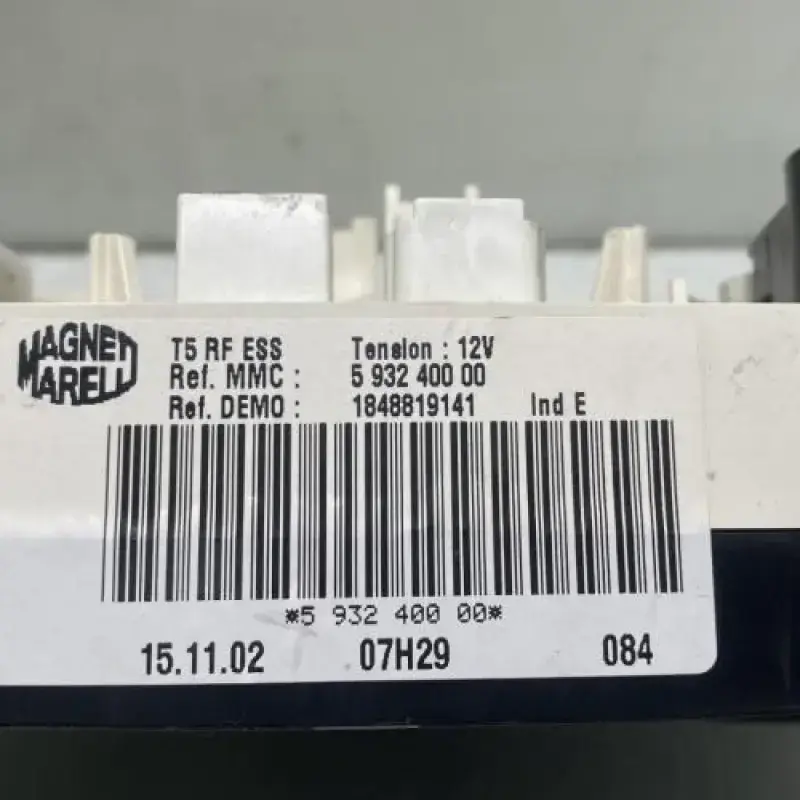 MAGNETI
MARELLI
T5 RF ESS Tension : 12V
Ref. MMC : 5 932 400 00
Ref. DEMO : 1848819141 Ind E
*5 932 400 00*
15.11.02 07H29 084